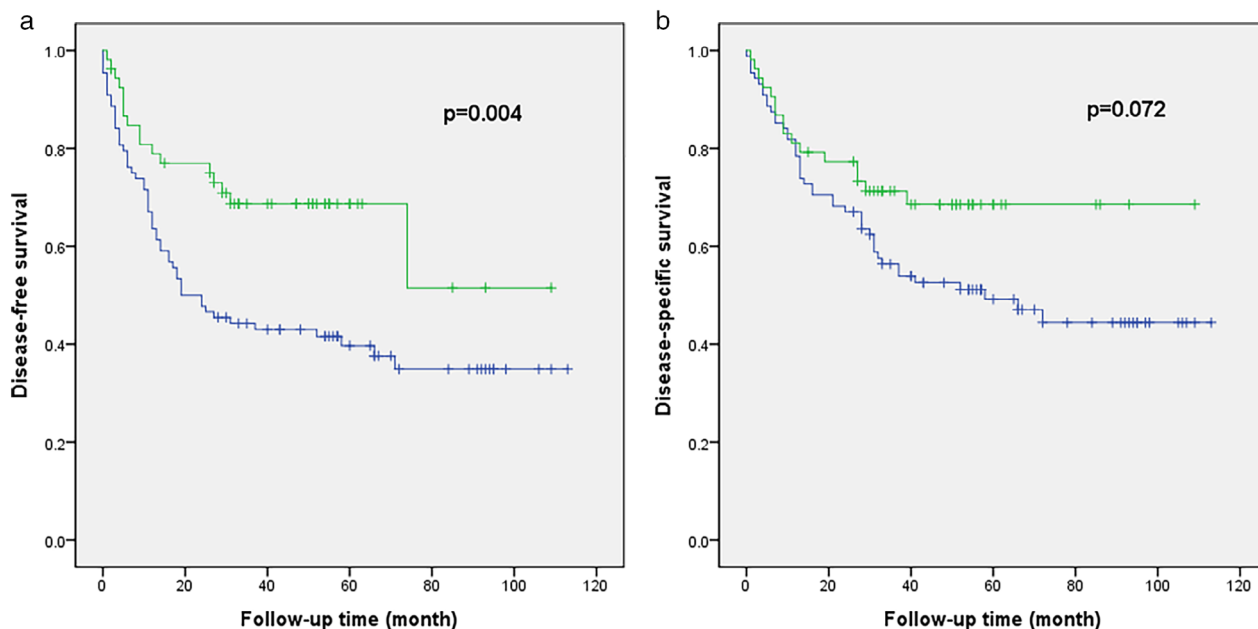 a
p=0.004
Disease-free survival
1.0
0.8
0.6
0.4
0.2
0.0
0 20 40 60 80 100 120
Follow-up time (month)
b
p=0.072
Disease-specific survival
1.0
0.8
0.6
0.4
0.2
0.0
0 20 40 60 80 100 120
Follow-up time (month)